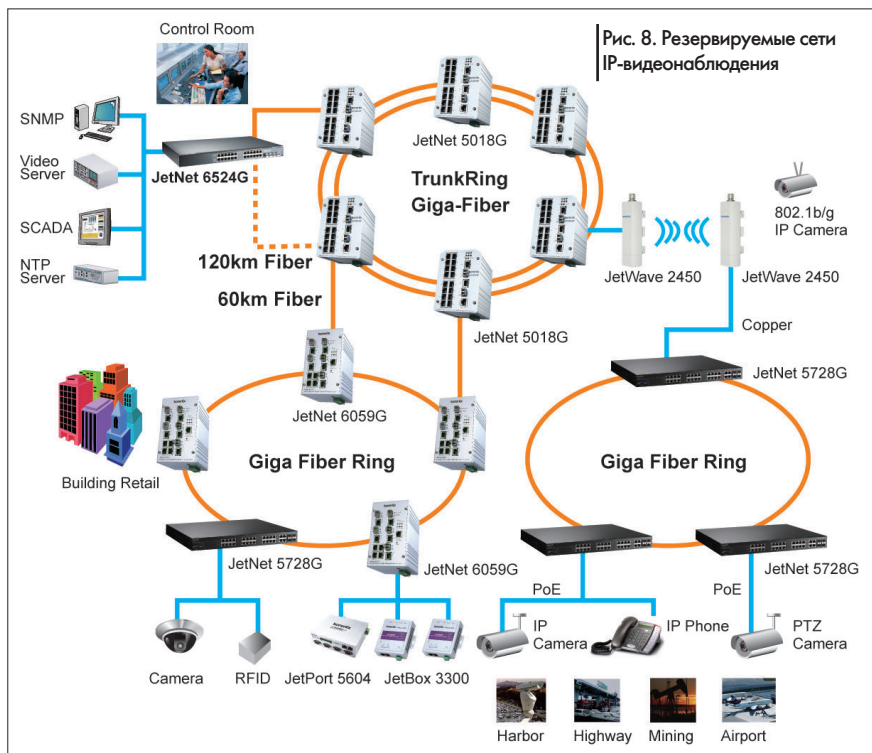 Рис. 8. Резервируемые сети
IP-видеонаблюдения
Control Room
SNMP
Video
Server
SCADA
NTP
Server
JetNet 6524G
JetNet 5018G
TrunkRing
Giga-Fiber
802.1b/g
IP Camera
JetWave 2450
JetWave 2450
120km Fiber
60km Fiber
JetNet 5018G
Copper
JetNet 5728G
JetNet 6059G
Building Retail
Giga Fiber Ring
Giga Fiber Ring
JetNet 5728G
JetNet 6059G
JetNet 5728G
PoE
PoE
Camera
RFID
JetPort 5604
JetBox 3300
IP
Camera
IP Phone
PTZ
Camera
Harbor
Highway
Mining
Airport